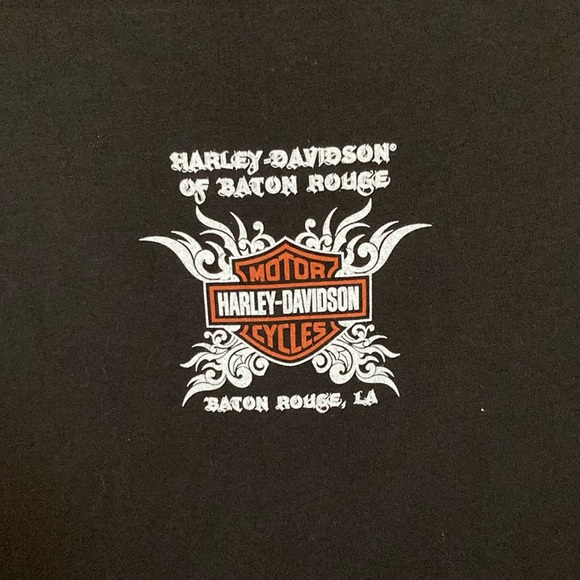 HARLEY-DAVIDSON®
OF BATON ROUGE
MOTOR
HARLEY-DAVIDSON
CYCLES
BATON ROUGE, LA